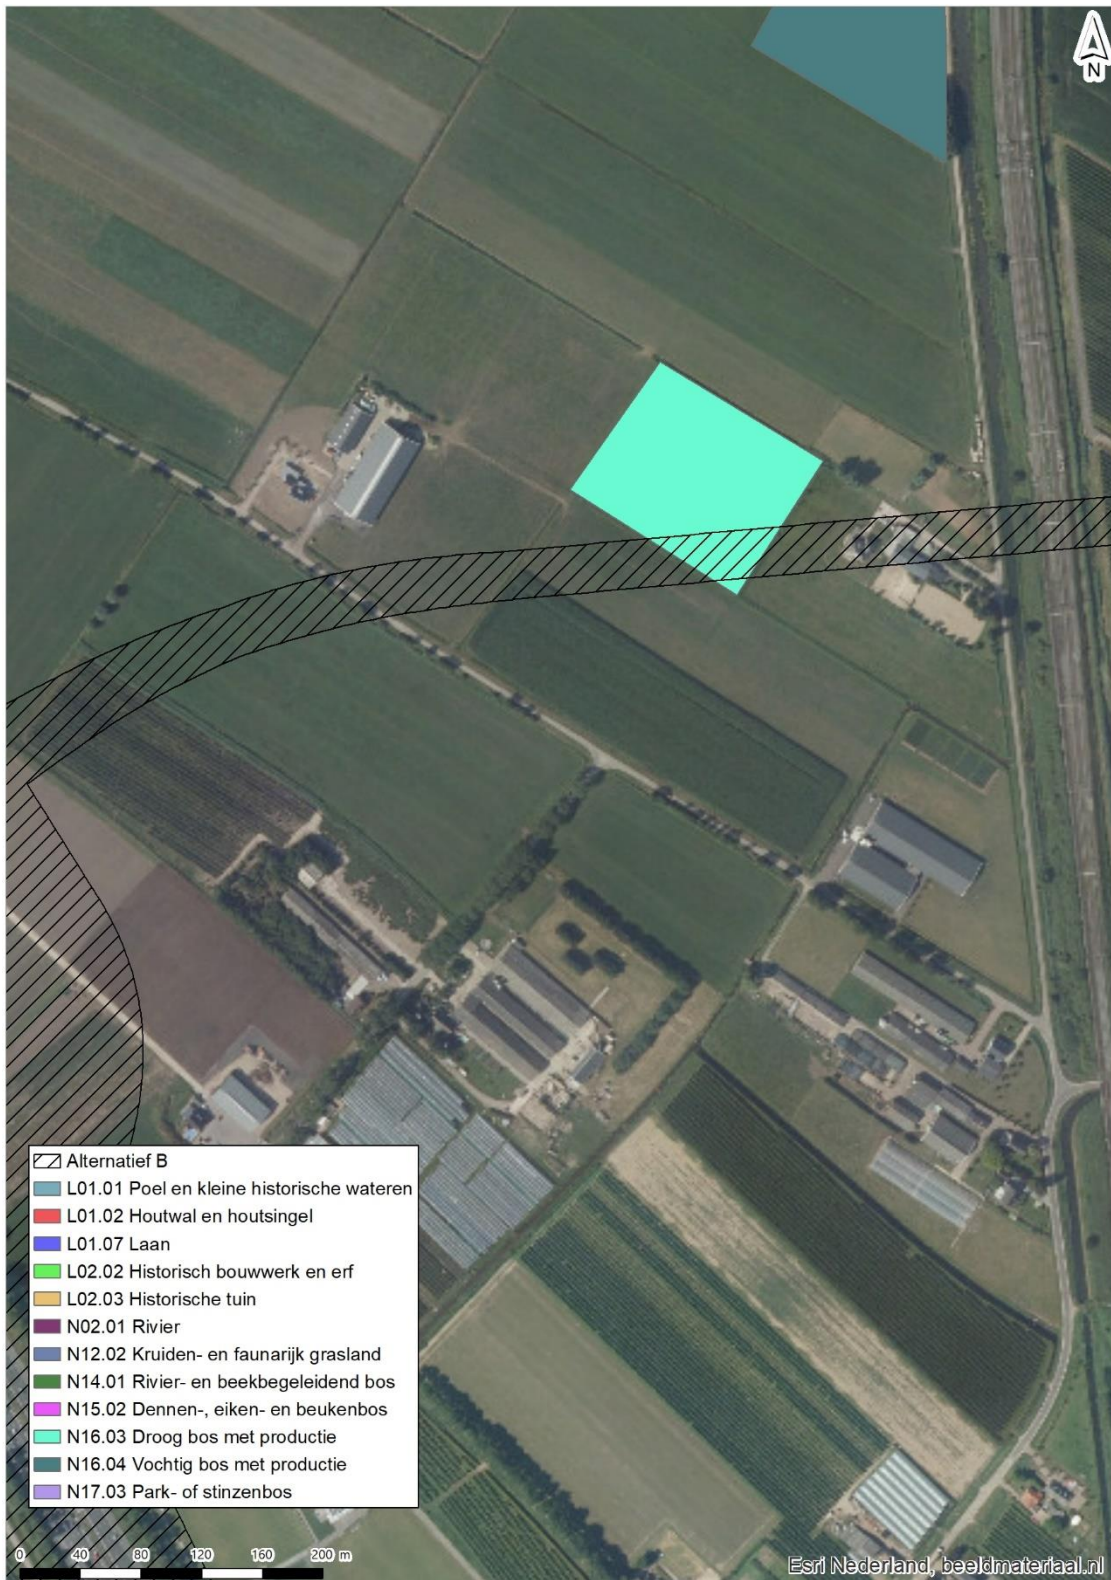 N
Alternatief B
L01.01 Poel en kleine historische wateren
L01.02 Houtwal en houtsingel
L01.07 Laan
L02.02 Historisch bouwwerk en erf
L02.03 Historische tuin
N02.01 Rivier
N12.02 Kruiden- en faunarijk grasland
N14.01 Rivier- en beekbegeleidend bos
N15.02 Dennen-, eiken- en beukenbos
N16.03 Droog bos met productie
N16.04 Vochtig bos met productie
N17.03 Park- of stinzenbos
0 40 80 120 160 200 m
Esri Nederland, beeldmateriaal.nl